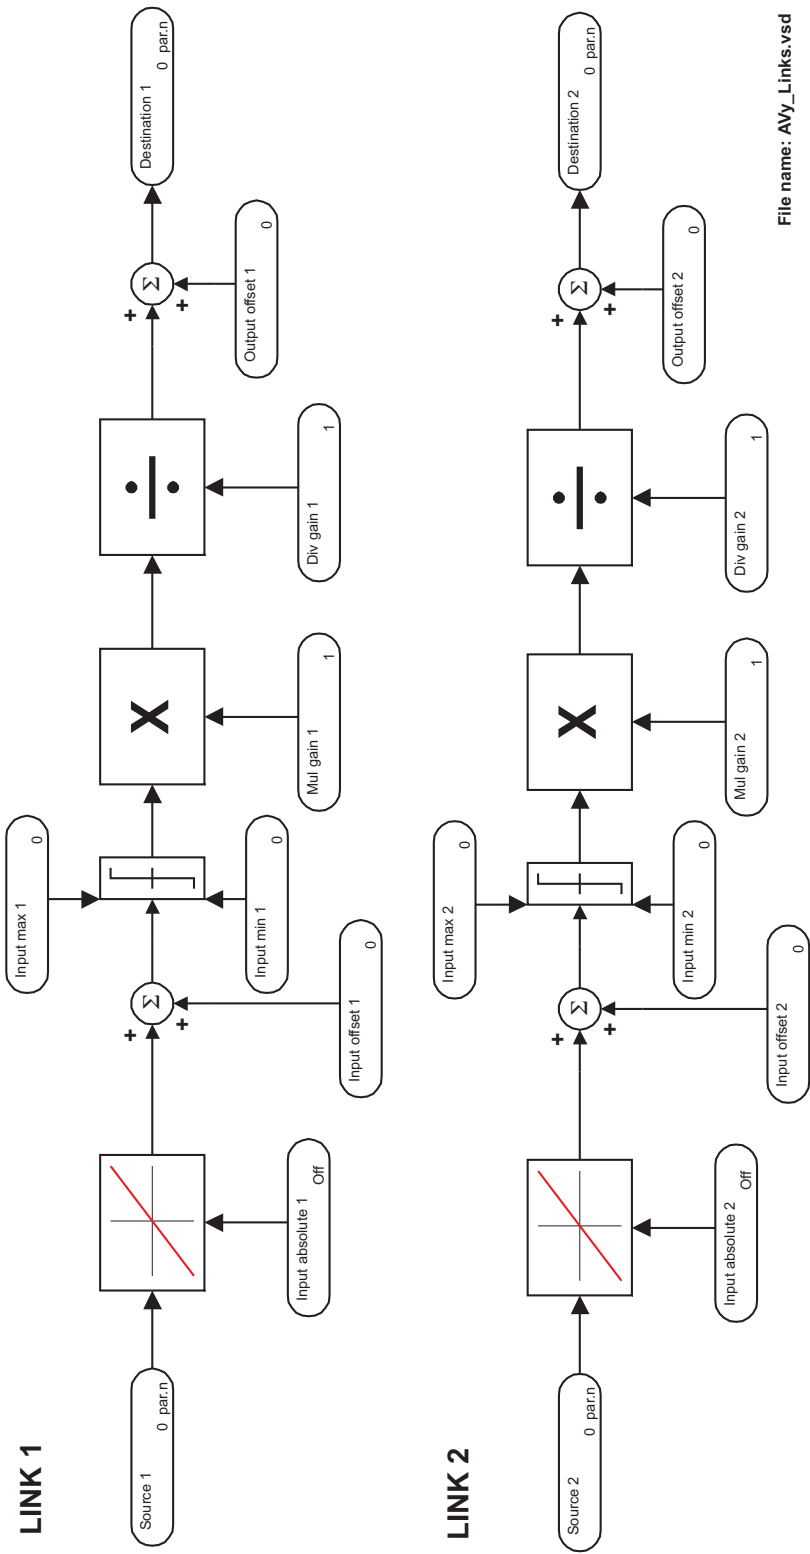 LINK 1
Source 1
0 par.n
Input absolute 1
Off
+
+
Σ
Input offset 1
0
Input max 1
0
Input min 1
0
X
Mul gain 1
1
÷
Div gain 1
1
+
+
Σ
Output offset 1
0
Destination 1
0 par.n
LINK 2
Source 2
0 par.n
Input absolute 2
Off
+
+
Σ
Input offset 2
0
Input max 2
0
Input min 2
0
X
Mul gain 2
1
÷
Div gain 2
1
+
+
Σ
Output offset 2
0
Destination 2
0 par.n
File name: AVy_Links.vsd